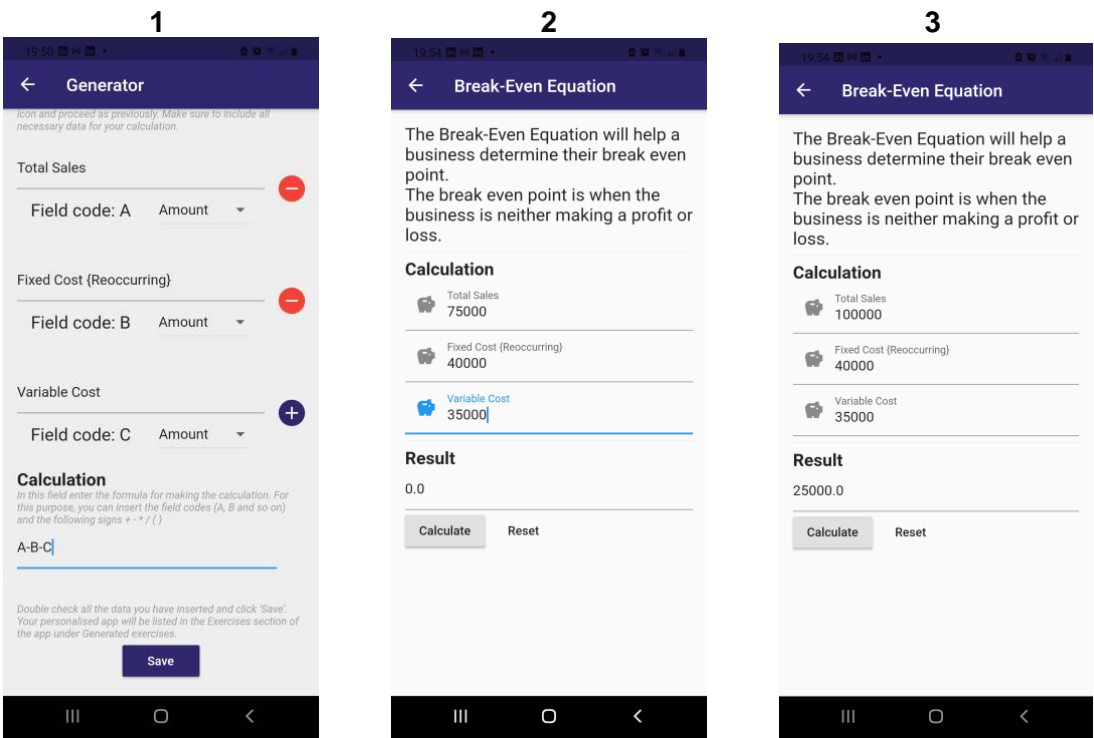 1
19:50
Generator
icon and proceed as previously. Make sure to include all
necessary data for your calculation.
Total Sales
Field code: A Amount
Fixed Cost {Reoccurring}
Field code: B Amount
Variable Cost
Field code: C Amount
Calculation
In this field enter the formula for making the calculation. For
this purpose, you can insert the field codes (A, B and so on)
and the following signs + - * / ( )
A-B-C
Double check all the data you have inserted and click 'Save'.
Your personalised app will be listed in the Exercises section of
the app under Generated exercises.
Save
2
19:54
Break-Even Equation
The Break-Even Equation will help a
business determine their break even
point.
The break even point is when the
business is neither making a profit or
loss.
Calculation
Total Sales
75000
Fixed Cost {Reoccurring}
40000
Variable Cost
35000
Result
0.0
Calculate Reset
3
19:54
Break-Even Equation
The Break-Even Equation will help a
business determine their break even
point.
The break even point is when the
business is neither making a profit or
loss.
Calculation
Total Sales
100000
Fixed Cost {Reoccurring}
40000
Variable Cost
35000
Result
25000.0
Calculate Reset